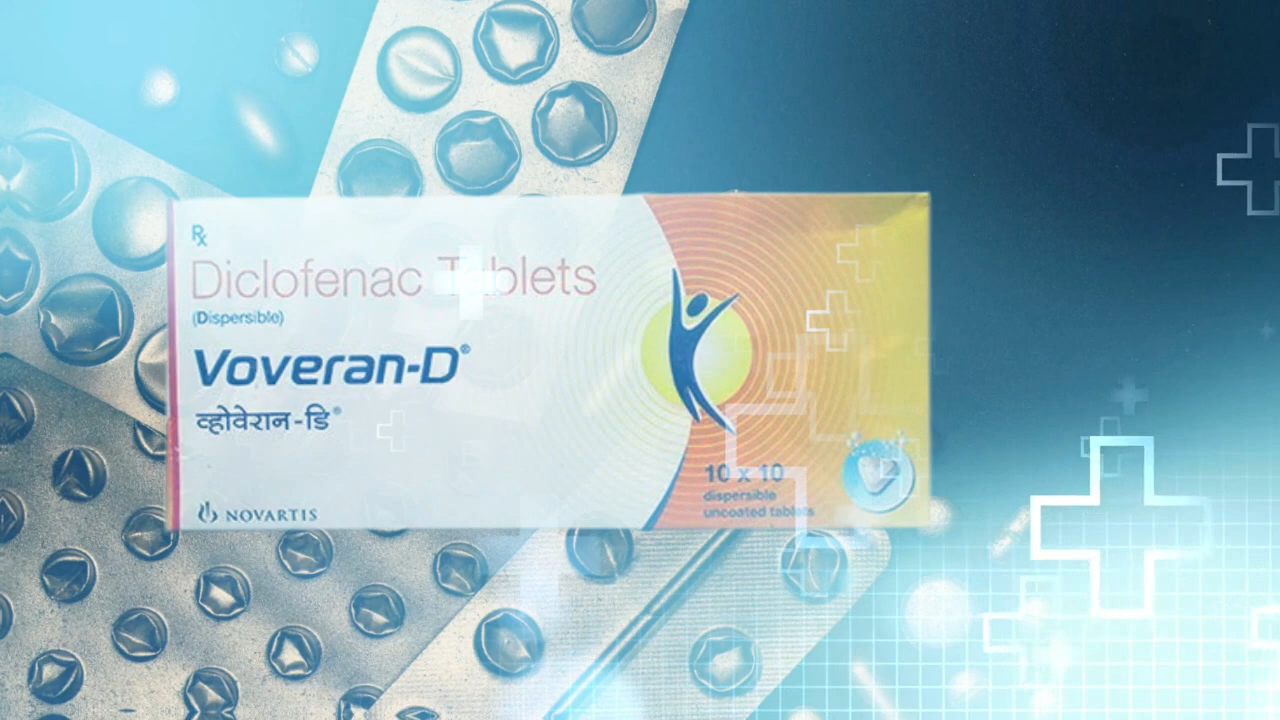 Rx
Diclofenac Tablets
(Dispersible)
Voveran-D®
व्होवेरान-डि®
NOVARTIS
10 x 10
dispersible
uncoated tablets